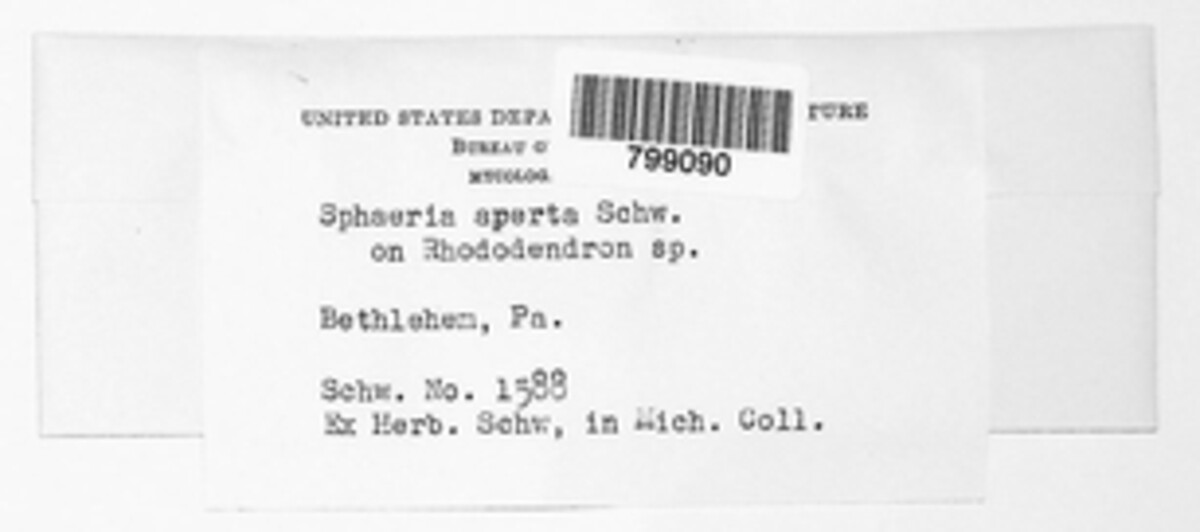 UNITED STATES DEPA TURE
BUREAU O
MYCOLOG
799090
Sphaeria aperta Schw.
on Rhododendron sp.
Bethlehem, Pa.
Schw. No. 1588
Ex Herb. Schw, in Mich. Coll.